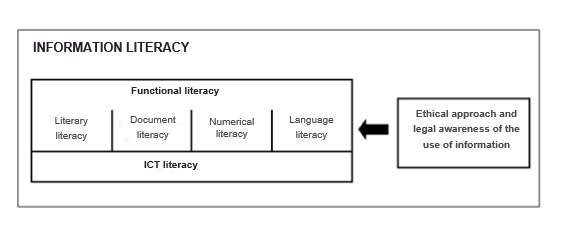 INFORMATION LITERACY
Functional literacy
Literary
literacy
Document
literacy
Numerical
literacy
Language
literacy
ICT literacy
Ethical approach and
legal awareness of the
use of information